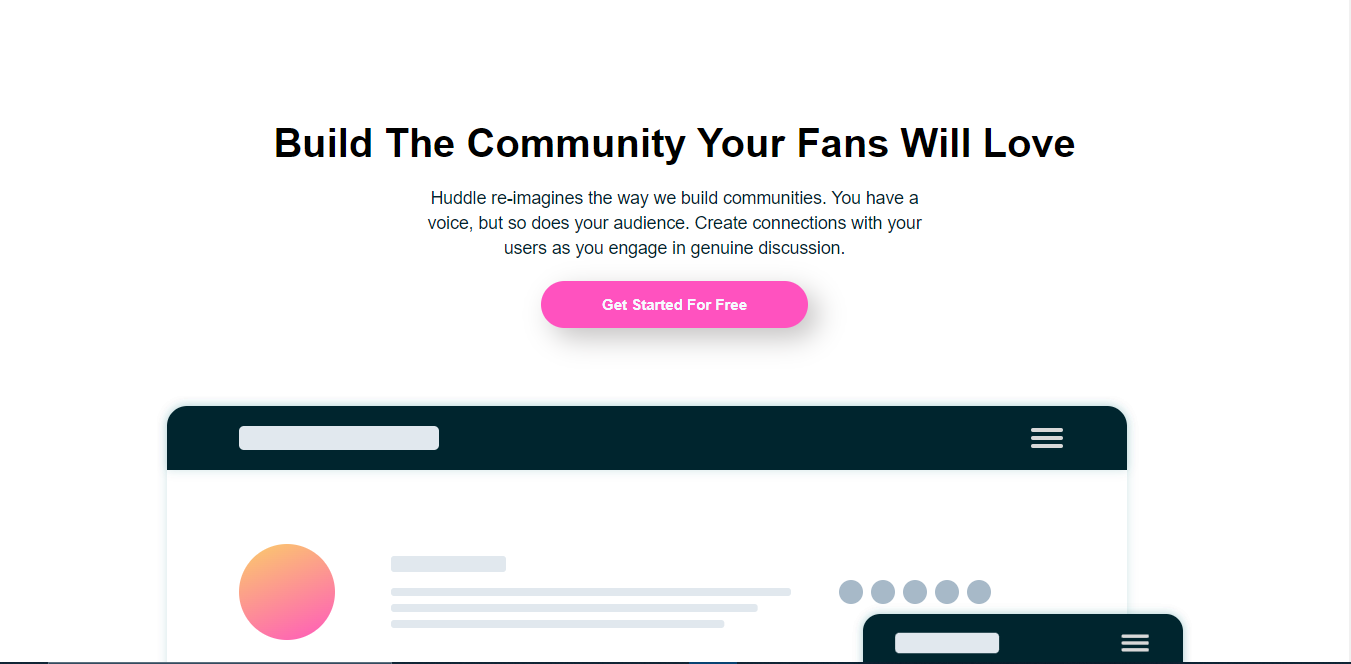 Build The Community Your Fans Will Love
Huddle re-imagines the way we build communities. You have a
voice, but so does your audience. Create connections with your
users as you engage in genuine discussion.
Get Started For Free